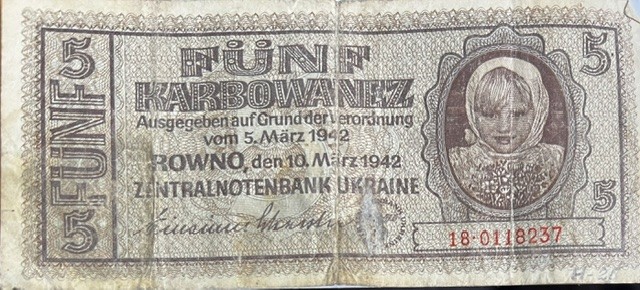 5 FÜNF 5
FÜNF
KARBOWANEZ
Ausgegeben auf Grund der Verordnung
vom 5. März 1942
ROWNO, den 10. März 1942
ZENTRALNOTENBANK UKRAINE
5
5
18·0118237